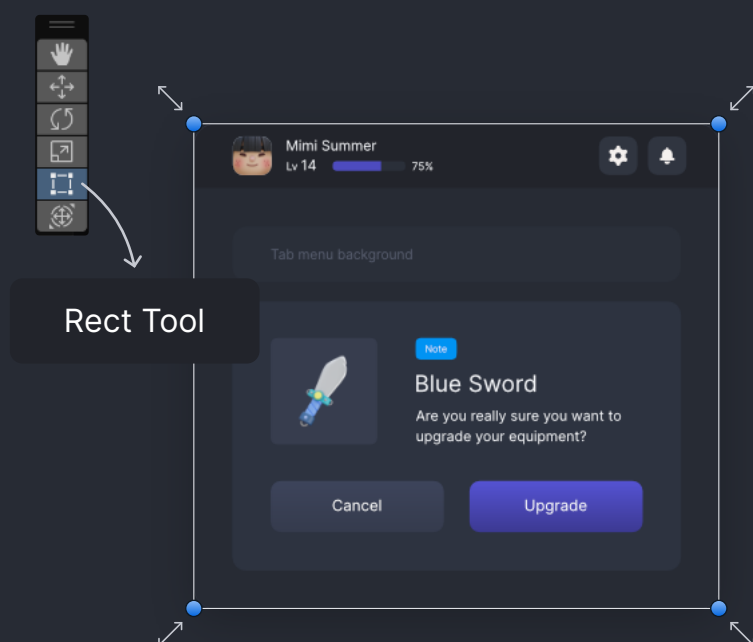 Mimi Summer
Lv 14
75%
Tab menu background
Rect Tool
Note
Blue Sword
Are you really sure you want to
upgrade your equipment?
Cancel
Upgrade